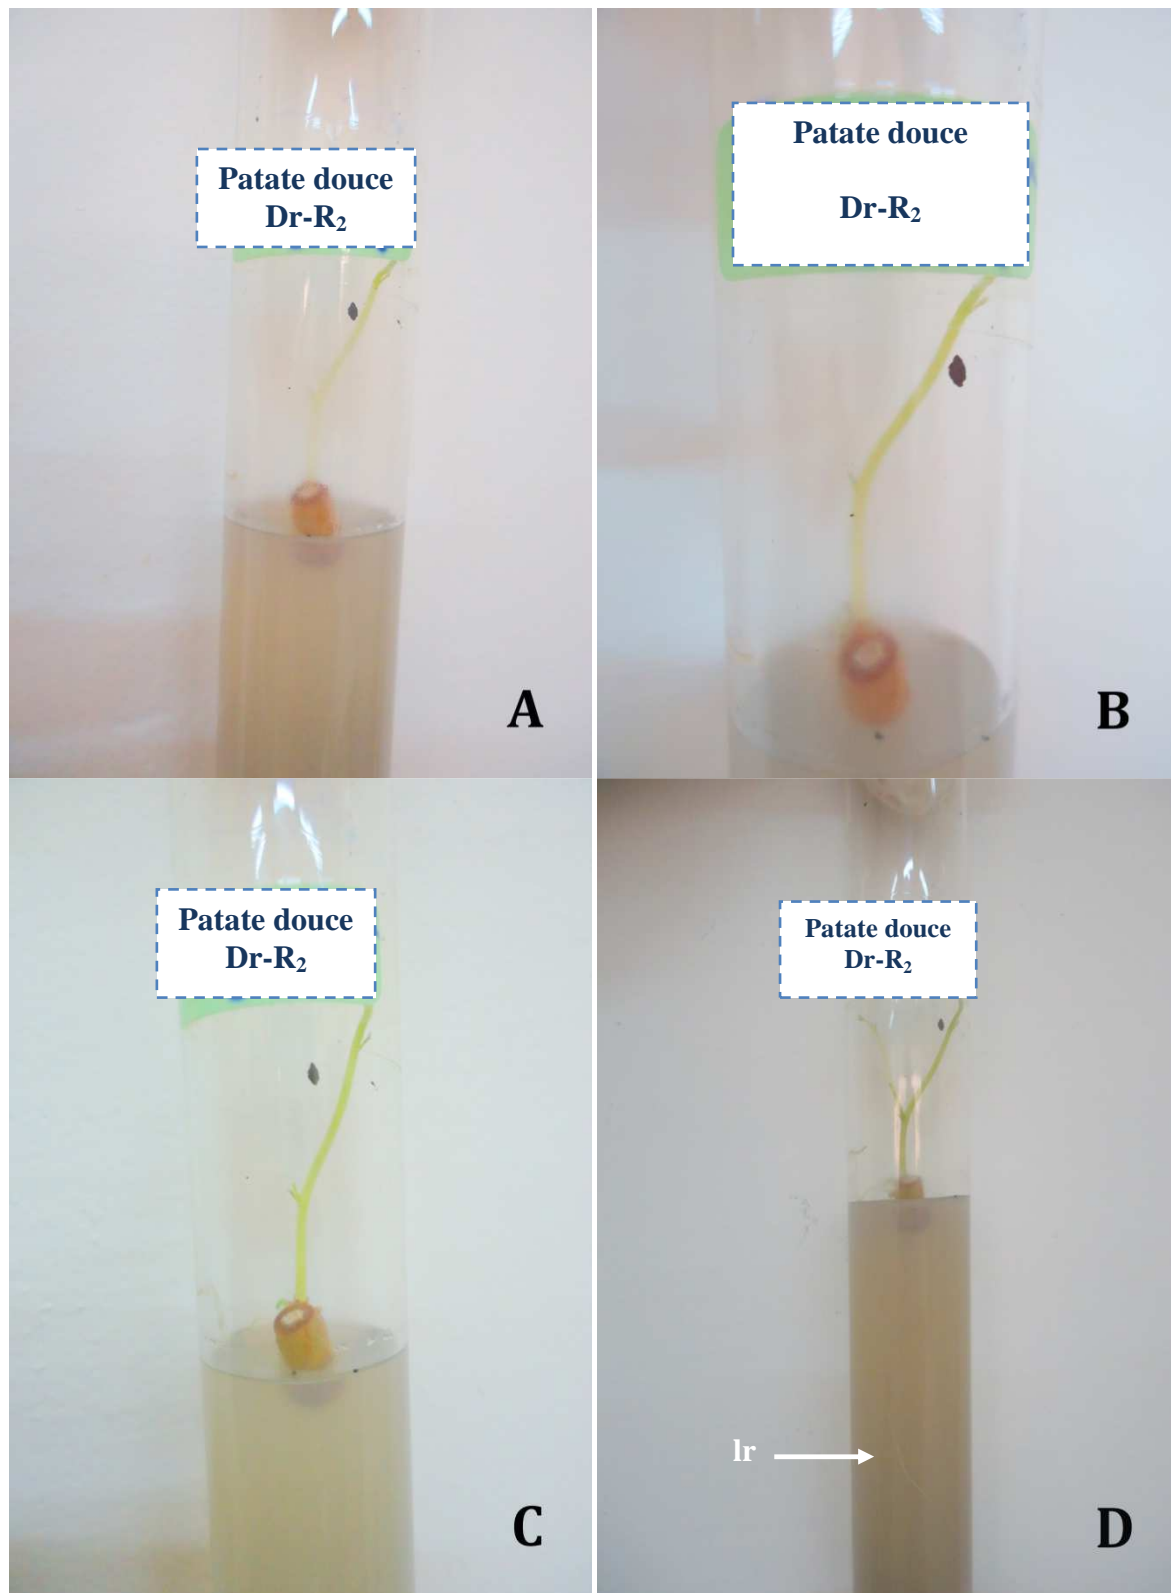 Patate douce
Dr-R₂
A
Patate douce
Dr-R₂
B
Patate douce
Dr-R₂
C
Patate douce
Dr-R₂
lr
D